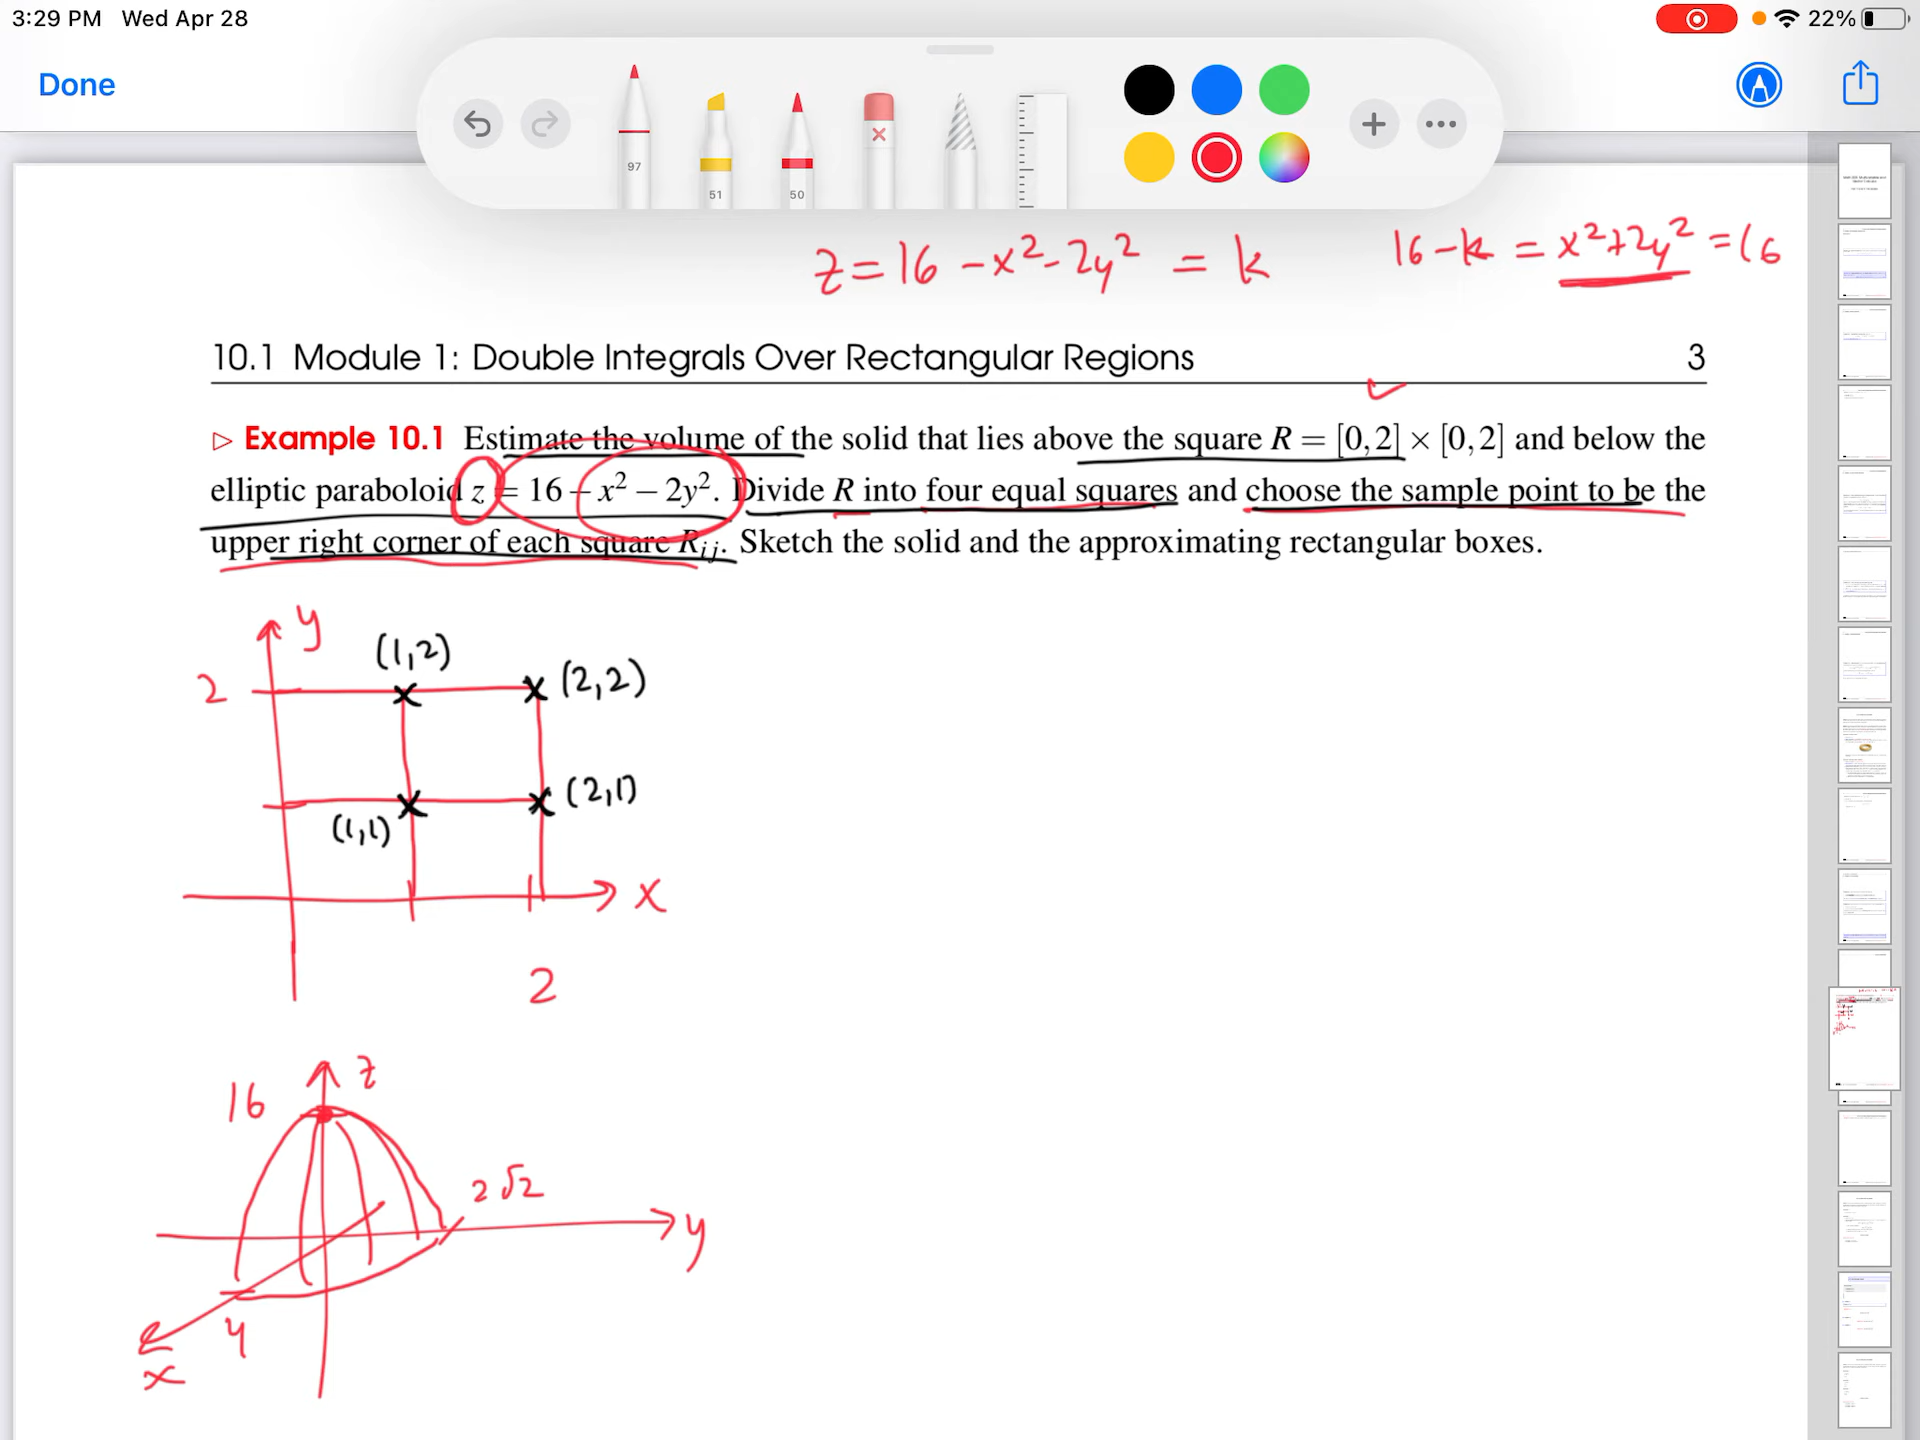 3:29 PM Wed Apr 28
22%
Done
97
51
50
z = 16 - x² - 2y² = k
16 - k = x² + 2y² = 16
10.1 Module 1: Double Integrals Over Rectangular Regions 3
▷ Example 10.1 Estimate the volume of the solid that lies above the square R = [0,2] × [0,2] and below the
elliptic paraboloid z = 16 − x² − 2y². Divide R into four equal squares and choose the sample point to be the
upper right corner of each square Rᵢⱼ. Sketch the solid and the approximating rectangular boxes.
y
(1,2)
2
(2,2)
(2,1)
(1,1)
x
2
z
16
2√2
y
4
x